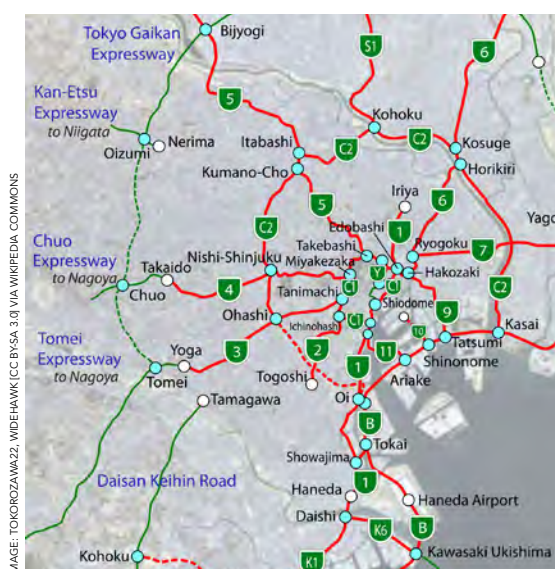 Tokyo Gaikan
Expressway
Bijyogi
S1
6
Kan-Etsu
Expressway
to Niigata
5
Kohoku
Nerima
Oizumi
Itabashi
C2
C2
Kosuge
Kumano-Cho
Horikiri
Iriya
5
6
C2
Edobashi
1
Chuo
Expressway
to Nagoya
Takebashi
Ryogoku
7
Nishi-Shinjuku
Miyakezaka
Y
Hakozaki
Takaido
C1
C1
4
Tanimachi
Shiodome
C2
Chuo
Ohashi
Ichinohashi
C1
10
9
Kasai
Tomei
Expressway
to Nagoya
Yoga
3
2
1
11
Tatsumi
Shinonome
Tomei
Togoshi
Ariake
Tamagawa
Oi
B
Tokai
Showajima
Daisan Keihin Road
Haneda
1
Haneda Airport
Daishi
K6
B
Kohoku
K1
Kawasaki Ukishima
MAGE: TOKOROZAWA22, WIDEHAWK [CC BY-SA 3.0] VIA WIKIPEDIA COMMONS